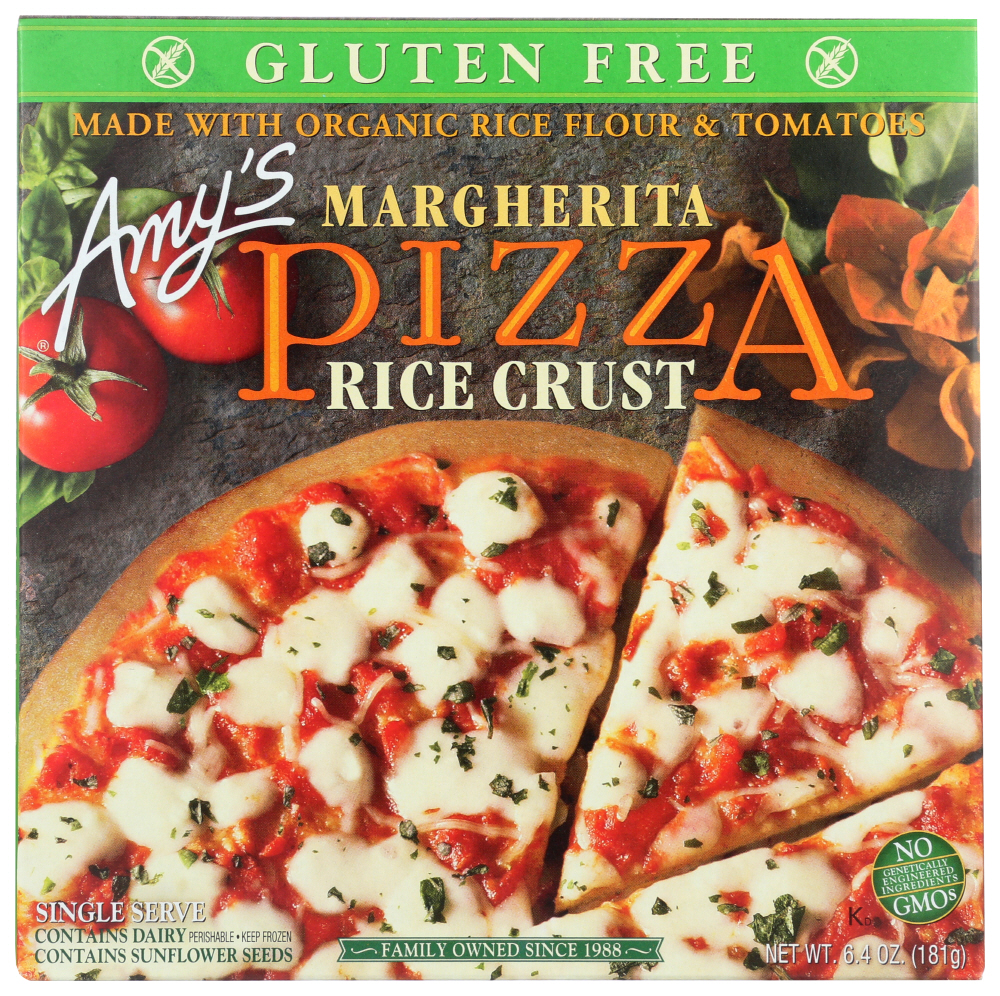 GLUTEN FREE
MADE WITH ORGANIC RICE FLOUR & TOMATOES
Amy's
®
MARGHERITA
PIZZA
RICE CRUST
NO
GENETICALLY
ENGINEERED
INGREDIENTS
GMOs
SINGLE SERVE
CONTAINS DAIRY PERISHABLE • KEEP FROZEN
CONTAINS SUNFLOWER SEEDS
FAMILY OWNED SINCE 1988
K
NET WT. 6.4 OZ. (181g)